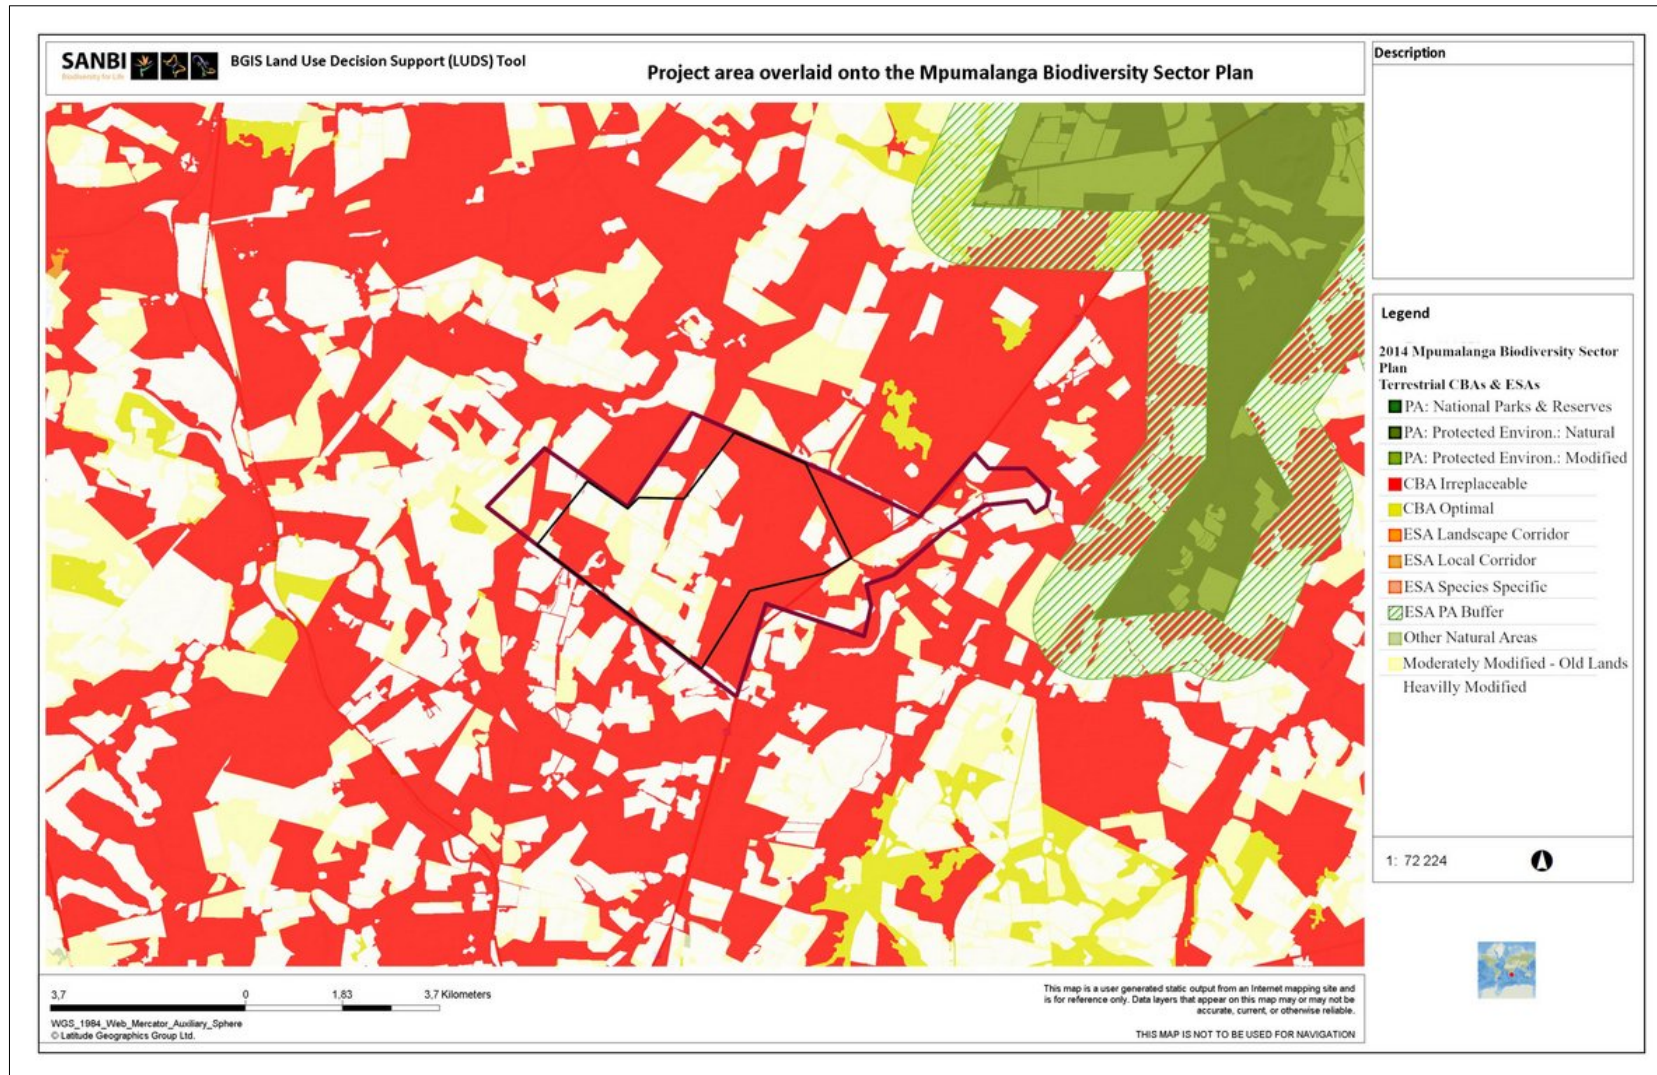 SANBI
Biodiversity for Life
BGIS Land Use Decision Support (LUDS) Tool
Project area overlaid onto the Mpumalanga Biodiversity Sector Plan
Description
Legend
2014 Mpumalanga Biodiversity Sector
Plan
Terrestrial CBAs & ESAs
PA: National Parks & Reserves
PA: Protected Environ.: Natural
PA: Protected Environ.: Modified
CBA Irreplaceable
CBA Optimal
ESA Landscape Corridor
ESA Local Corridor
ESA Species Specific
ESA PA Buffer
Other Natural Areas
Moderately Modified - Old Lands
Heavilly Modified
1: 72 224
3,7 0 1,83 3,7 Kilometers
WGS_1984_Web_Mercator_Auxiliary_Sphere
© Latitude Geographics Group Ltd.
This map is a user generated static output from an Internet mapping site and
is for reference only. Data layers that appear on this map may or may not be
accurate, current, or otherwise reliable.
THIS MAP IS NOT TO BE USED FOR NAVIGATION